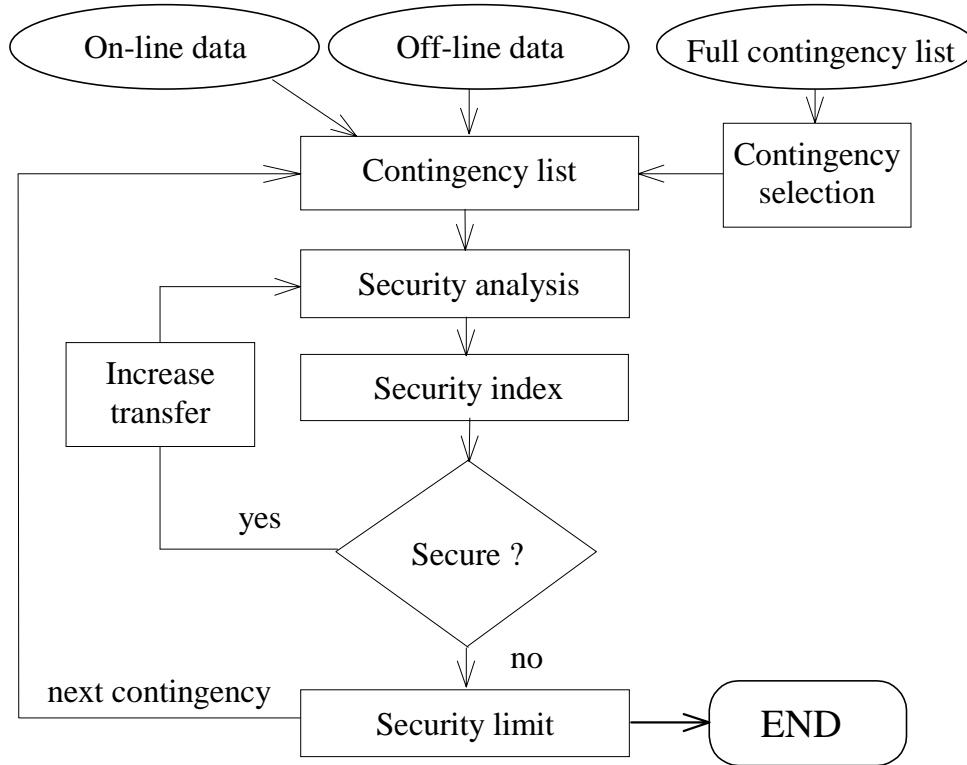 On-line data
Off-line data
Full contingency list
Contingency list
Contingency
selection
Security analysis
Increase
transfer
Security index
yes
Secure ?
no
next contingency
Security limit
END